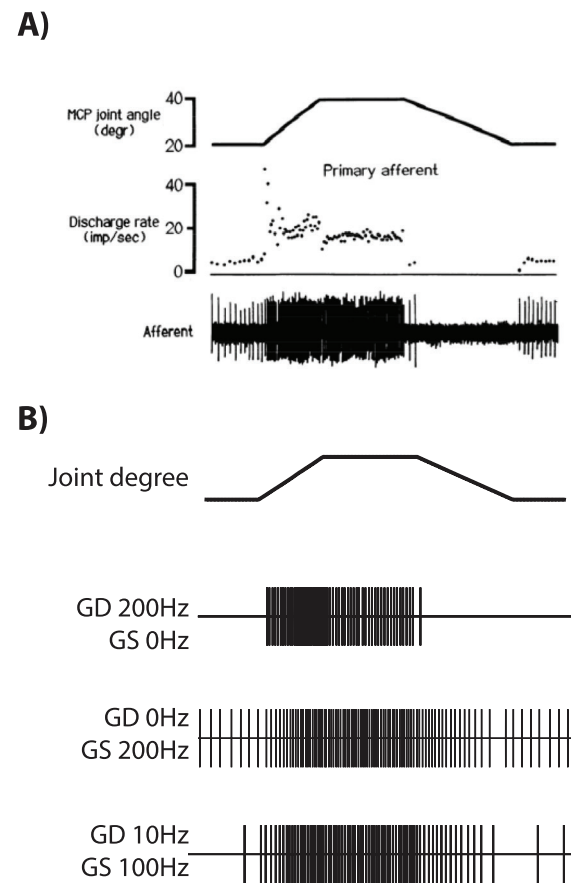 A)
MCP joint angle
(degr)
40
20
Primary afferent
Discharge rate
(imp/sec)
40
20
0
Afferent
B)
Joint degree
GD 200Hz
GS 0Hz
GD 0Hz
GS 200Hz
GD 10Hz
GS 100Hz